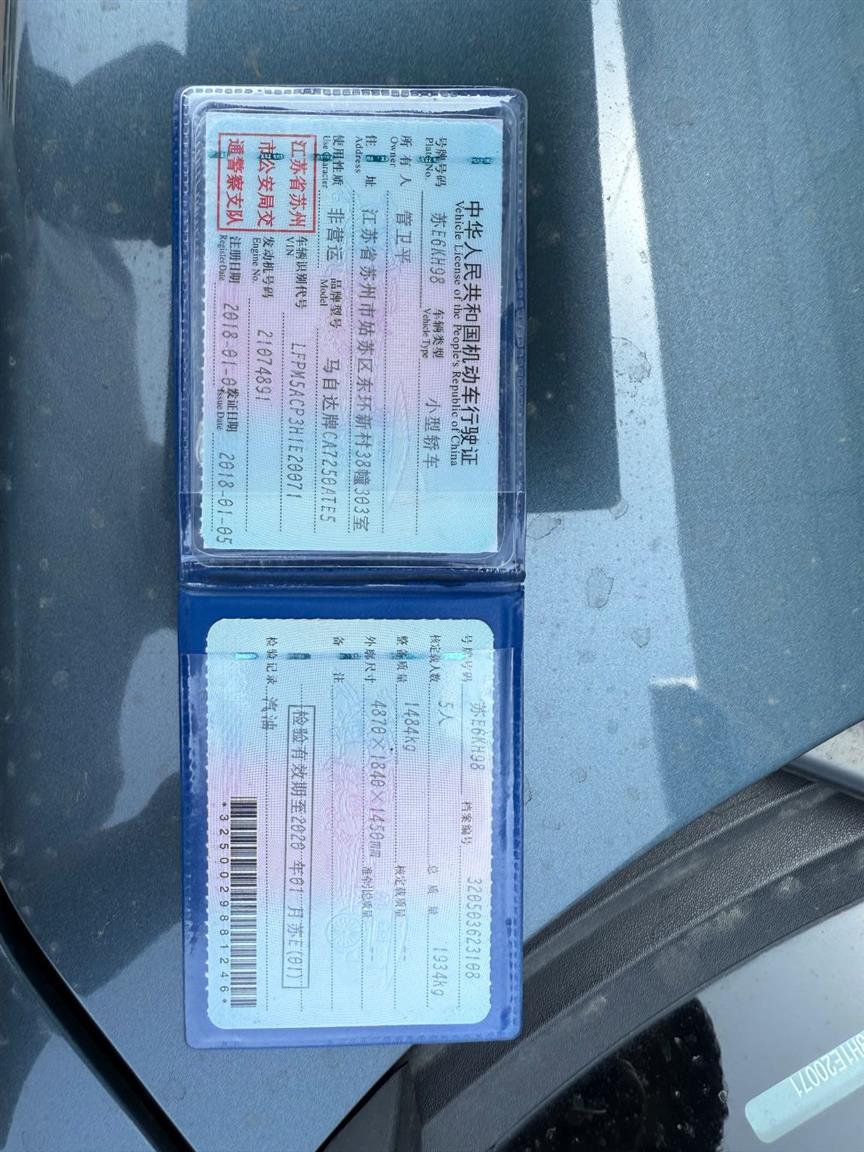 中华人民共和国机动车行驶证
Vehicle License of the People's Republic of China
号牌号码 苏E6KH98 车辆类型 小型轿车
Plate No. Vehicle Type
所有人 管卫平
Owner
住址 江苏省苏州市姑苏区东环新村38幢303室
Address
使用性质 非营运 品牌型号 马自达牌CA7250ATE5
Use Character Model
江苏省苏州
市公安局交
通警察支队
车辆识别代号 LFPM5ACP3H1E20071
VIN
发动机号码 21074891
Engine No.
注册日期 2018-01-05 发证日期 2018-01-05
Register Date Issue Date
号牌号码 苏E6KH98 档案编号 320503623108
核定载人数 5人 总质量 1934kg
整备质量 1484kg 核定载质量 --
外廓尺寸 4870×1840×1450mm 准牵引总质量 --
备注
检验有效期至2020年01月苏E(01)
检验记录 汽油
*3250029881246*
H1E20071